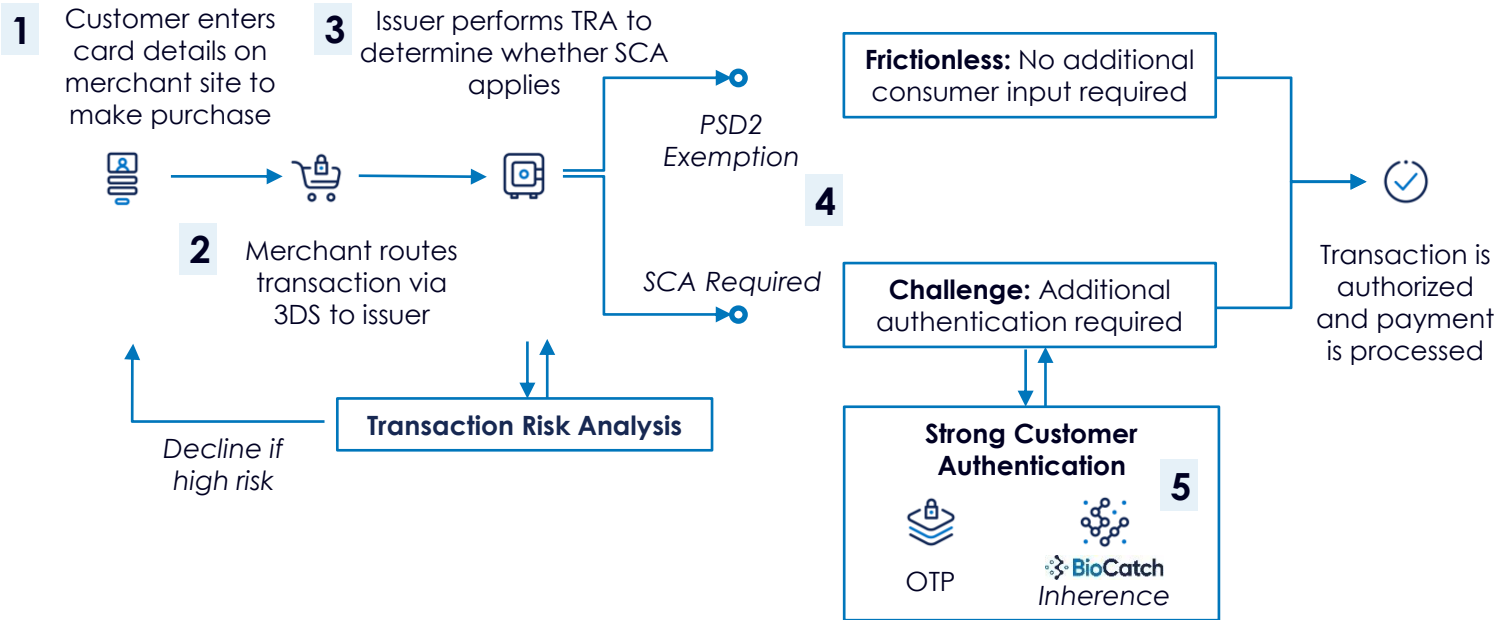 1
Customer enters
card details on
merchant site to
make purchase
3
Issuer performs TRA to
determine whether SCA
applies
2
Merchant routes
transaction via
3DS to issuer
PSD2
Exemption
SCA Required
4
Frictionless: No additional
consumer input required
Challenge: Additional
authentication required
Transaction is
authorized
and payment
is processed
Decline if
high risk
Transaction Risk Analysis
Strong Customer
Authentication
5
OTP
BioCatch
Inherence